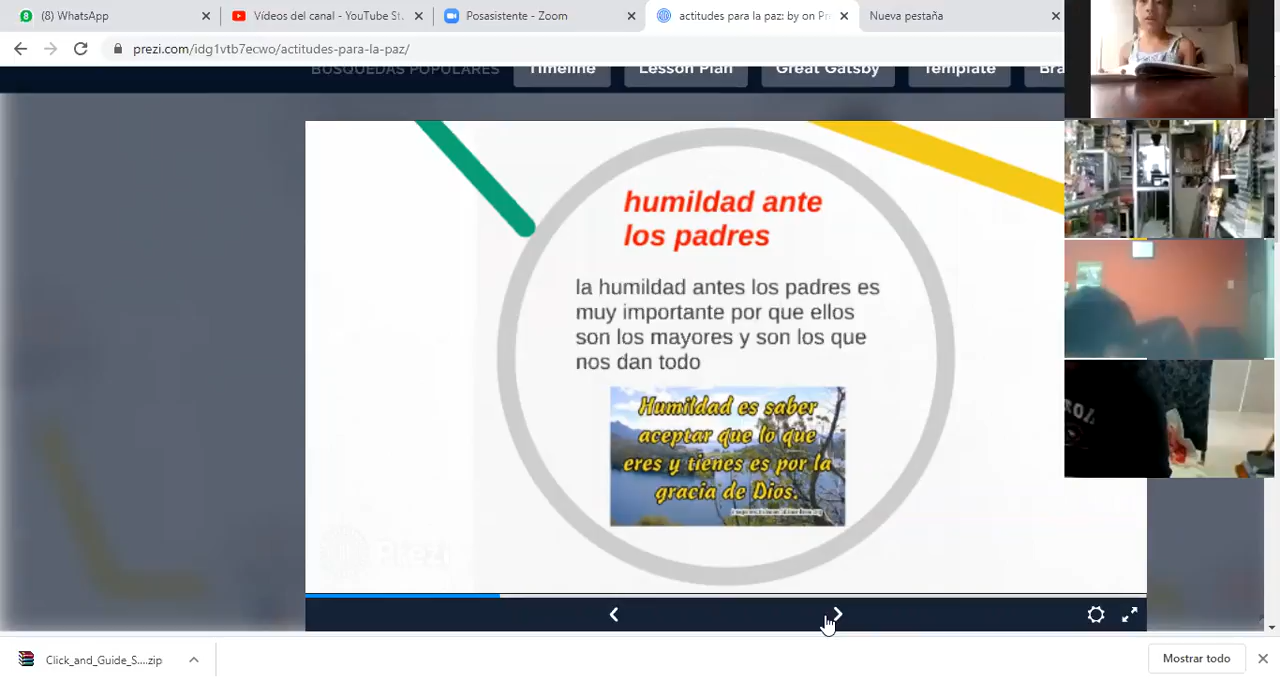 (8) WhatsApp
Vídeos del canal - YouTube St
Posasistente - Zoom
actitudes para la paz: by on Pr
Nueva pestaña
prezi.com/idg1vtb7ecwo/actitudes-para-la-paz/
BÚSQUEDAS POPULARES
Timeline
Lesson Plan
Great Gatsby
Template
humildad ante
los padres
la humildad antes los padres es
muy importante por que ellos
son los mayores y son los que
nos dan todo
Humildad es saber
aceptar que lo que
eres y tienes es por la
gracia de Dios.
Prezi
Click_and_Guide_S....zip
Mostrar todo